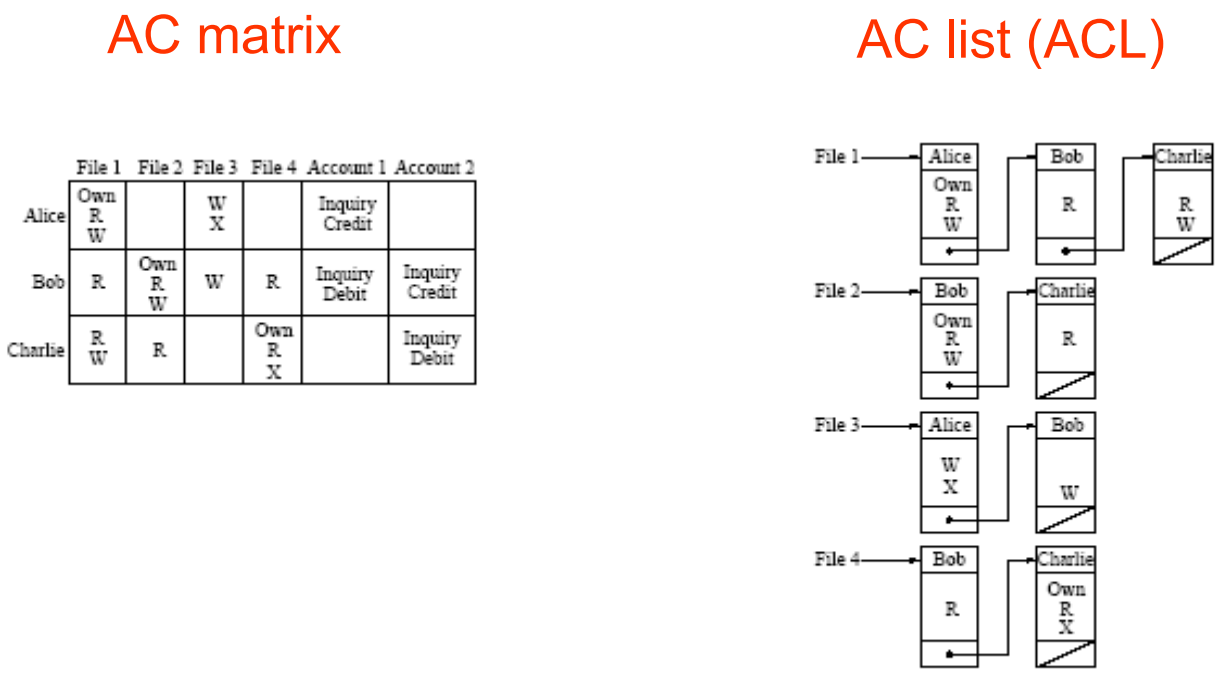 AC matrix
AC list (ACL)
File 1 File 2 File 3 File 4 Account 1 Account 2
Alice
Own
R
W
W
X
Inquiry
Credit
Bob
R
Own
R
W
W
R
Inquiry
Debit
Inquiry
Credit
Charlie
R
W
R
Own
R
X
Inquiry
Debit
File 1
Alice
Own
R
W
Bob
R
Charlie
R
W
File 2
Bob
Own
R
W
Charlie
R
File 3
Alice
W
X
Bob
W
File 4
Bob
R
Charlie
Own
R
X